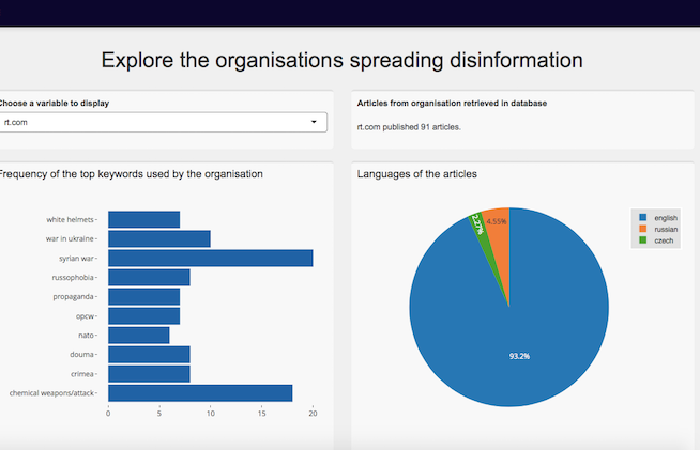 Explore the organisations spreading disinformation
Choose a variable to display
rt.com
Articles from organisation retrieved in database
rt.com published 91 articles.
Frequency of the top keywords used by the organisation
white helmets
war in ukraine
syrian war
russophobia
propaganda
opcw
nato
douma
crimea
chemical weapons/attack
0 5 10 15 20
Languages of the articles
2.27%
4.55%
93.2%
english
russian
czech